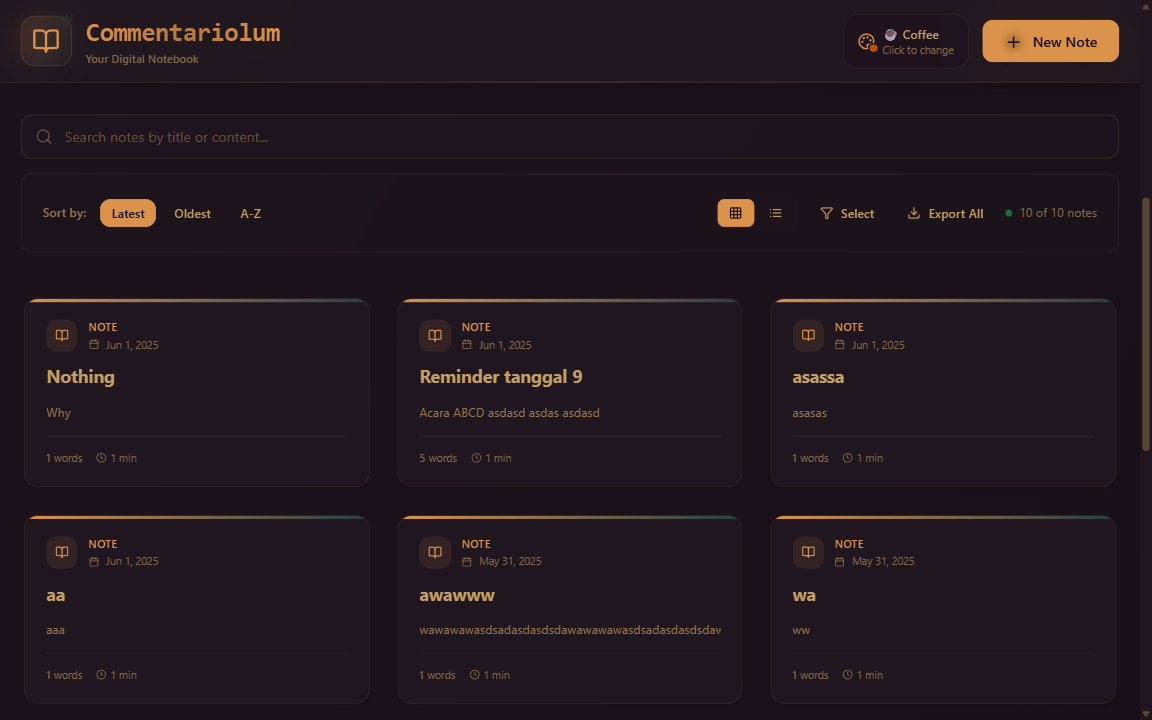 Commentariolum
Your Digital Notebook
Coffee
Click to change
New Note
Search notes by title or content...
Sort by:
Latest
Oldest
A-Z
Select
Export All
10 of 10 notes
NOTE
Jun 1, 2025
Nothing
Why
1 words
1 min
NOTE
Jun 1, 2025
Reminder tanggal 9
Acara ABCD asdasd asdas asdasd
5 words
1 min
NOTE
Jun 1, 2025
asassa
asasas
1 words
1 min
NOTE
Jun 1, 2025
aa
aaa
1 words
1 min
NOTE
May 31, 2025
awawww
wawawawasdsadasdasdsdawawawawasdsadasdasdsdav
1 words
1 min
NOTE
May 31, 2025
wa
ww
1 words
1 min